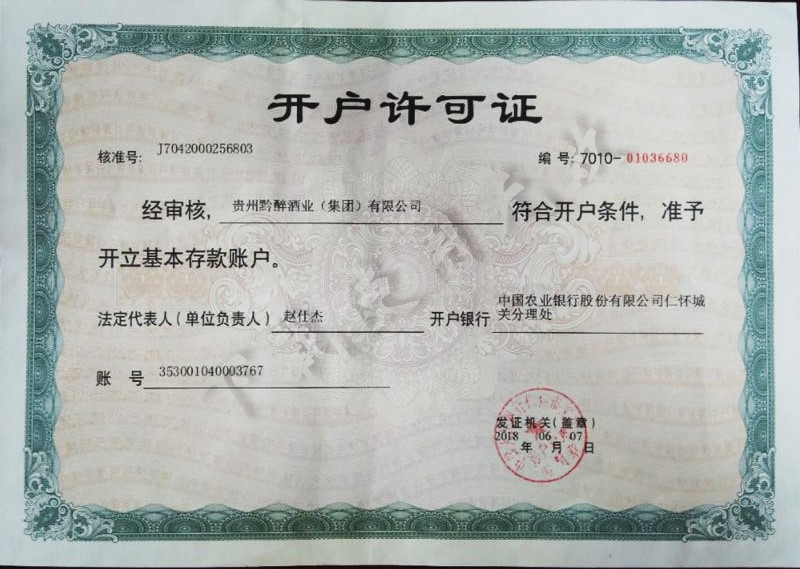 开户许可证
核准号: J7042000256803
编号: 7010-01036680
经审核, 贵州黔醉酒业（集团）有限公司 符合开户条件, 准予
开立基本存款账户。
法定代表人(单位负责人) 赵仕杰 开户银行 中国农业银行股份有限公司仁怀城
关分理处
账 号 353001040003767
发证机关(盖章)
2018 06 07
年 月 日